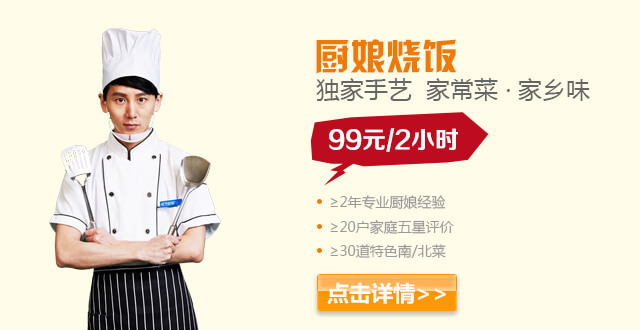 厨娘烧饭
独家手艺 家常菜·家乡味
99元/2小时
≥2年专业厨娘经验
≥20户家庭五星评价
≥30道特色南/北菜
点击详情>>